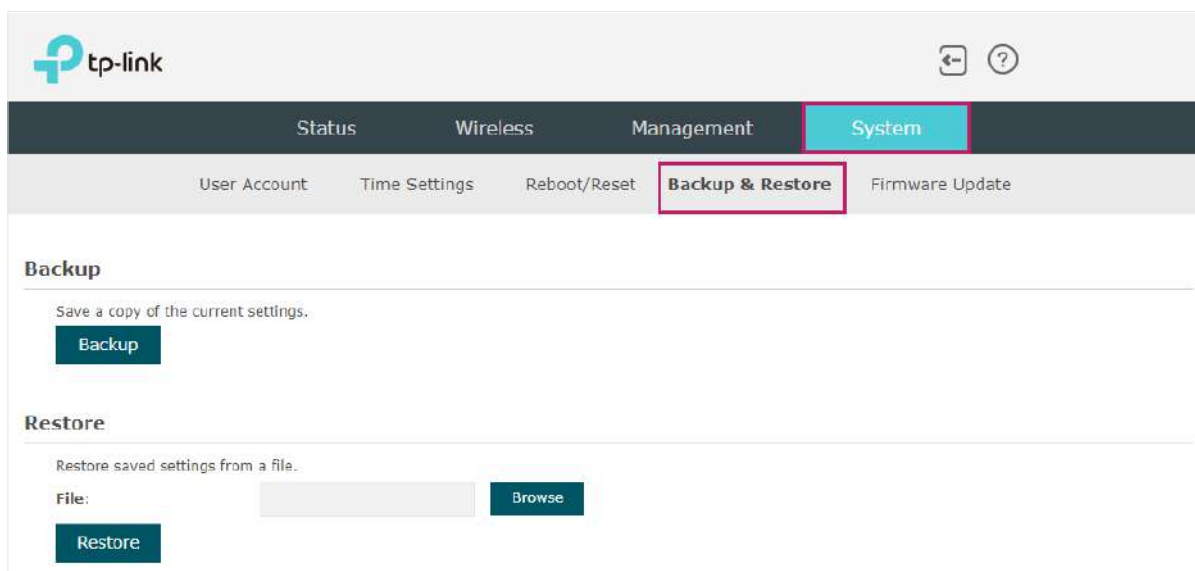 tp-link
Status Wireless Management System
User Account Time Settings Reboot/Reset Backup & Restore Firmware Update
Backup
Save a copy of the current settings.
Backup
Restore
Restore saved settings from a file.
File: Browse
Restore